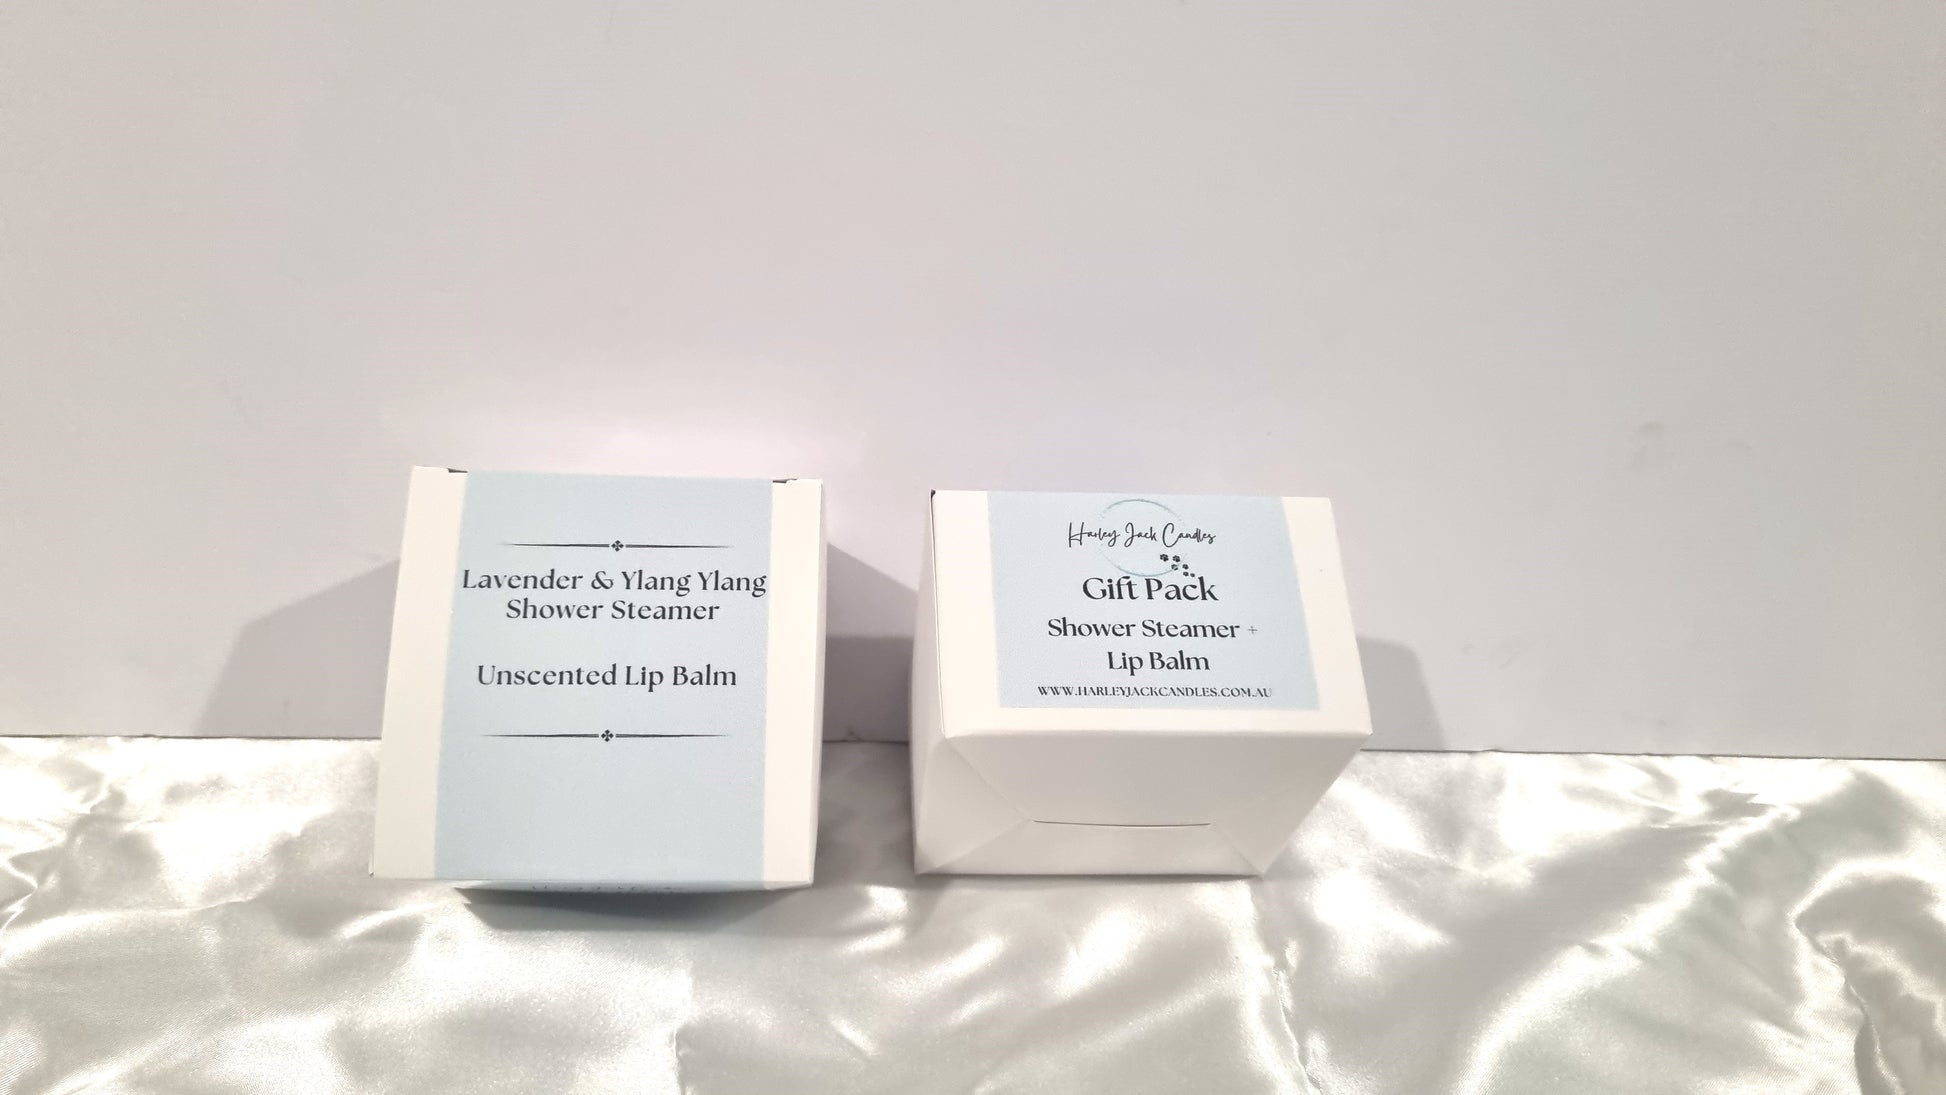 Lavender & Ylang Ylang
Shower Steamer
Unscented Lip Balm
Harley Jack Candles
Gift Pack
Shower Steamer +
Lip Balm
WWW.HARLEYJACKCANDLES.COM.AU